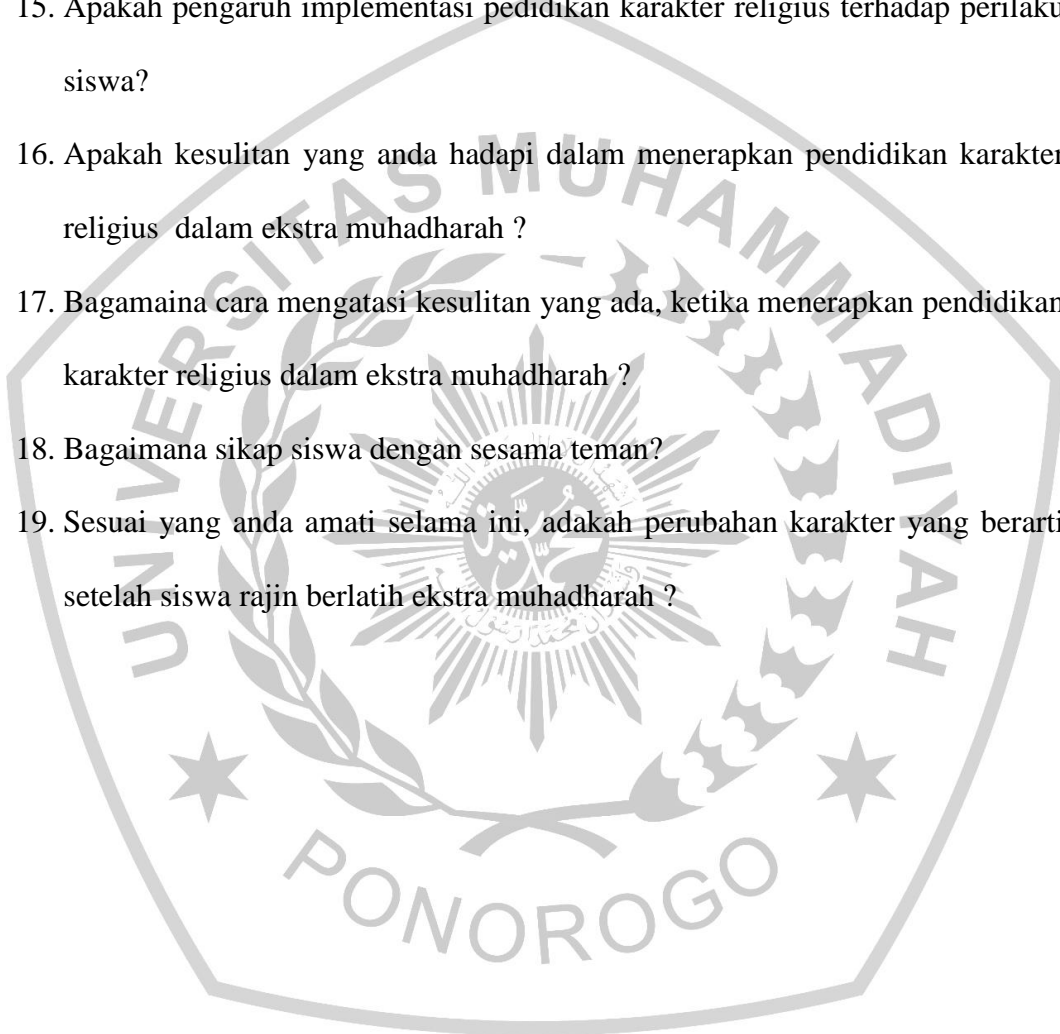 15. Apakah pengaruh implementasi pedidikan karakter religius terhadap perilaku
siswa?
16. Apakah kesulitan yang anda hadapi dalam menerapkan pendidikan karakter
religius dalam ekstra muhadharah ?
17. Bagamaina cara mengatasi kesulitan yang ada, ketika menerapkan pendidikan
karakter religius dalam ekstra muhadharah ?
18. Bagaimana sikap siswa dengan sesama teman?
19. Sesuai yang anda amati selama ini, adakah perubahan karakter yang berarti
setelah siswa rajin berlatih ekstra muhadharah ?
UNIVERSITAS MUHAMMADIYAH
PONOROGO